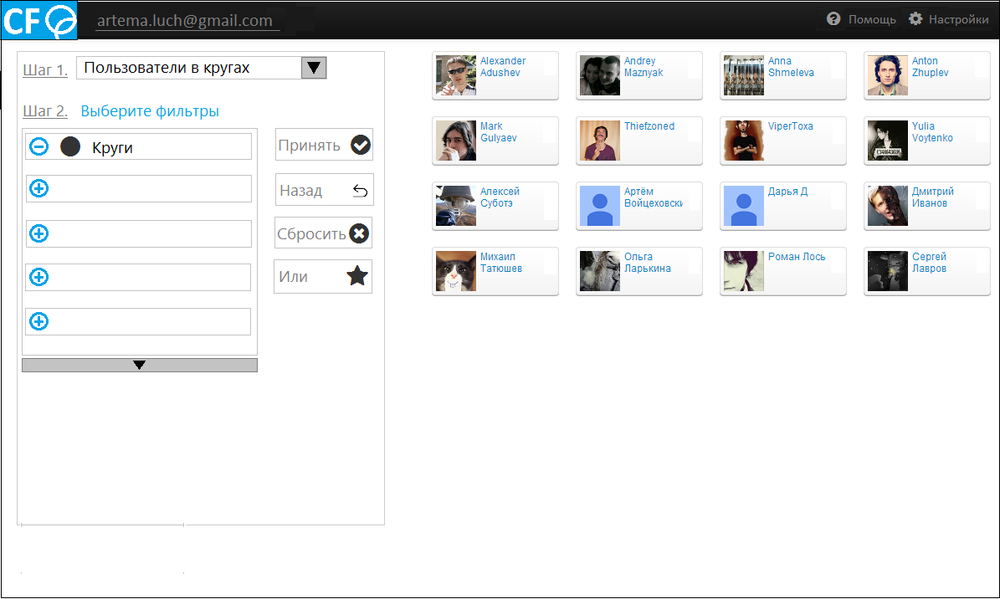 CF
artema.luch@gmail.com
Помощь
Настройки
Шаг 1.
Пользователи в кругах
Шаг 2. Выберите фильтры
Круги
Принять
Назад
Сбросить
Или
Alexander
Adushev
Andrey
Maznyak
Anna
Shmeleva
Anton
Zhuplev
Mark
Gulyaev
Thiefzoned
ViperToxa
Yulia
Voytenko
Алексей
Суботэ
Артём
Войцеховски
Дарья Д
Дмитрий
Иванов
Михаил
Татюшев
Ольга
Ларькина
Роман Лось
Сергей
Лавров